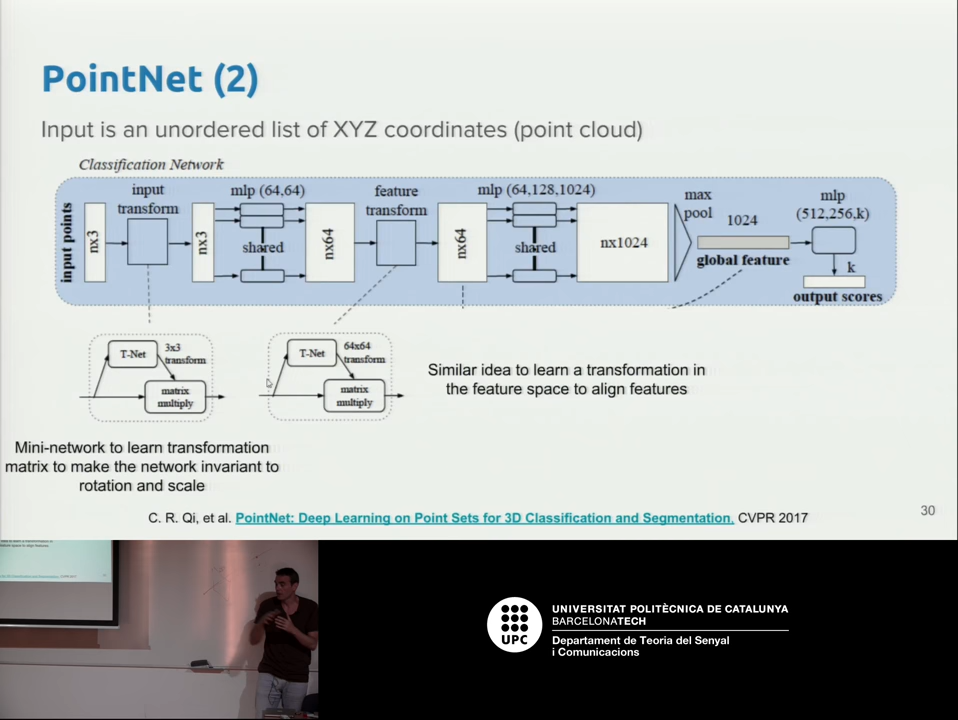 PointNet (2)
Input is an unordered list of XYZ coordinates (point cloud)
Classification Network
input
transform
mlp (64,64)
feature
transform
mlp (64,128,1024)
max
pool
1024
mlp
(512,256,k)
input points
nx3
nx3
shared
nx64
nx64
shared
nx1024
global feature
k
output scores
T-Net
3x3
transform
matrix
multiply
T-Net
64x64
transform
matrix
multiply
Similar idea to learn a transformation in
the feature space to align features
Mini-network to learn transformation
matrix to make the network invariant to
rotation and scale
C. R. Qi, et al. PointNet: Deep Learning on Point Sets for 3D Classification and Segmentation, CVPR 2017
30
UPC
UNIVERSITAT POLITÈCNICA DE CATALUNYA
BARCELONATECH
Departament de Teoria del Senyal
i Comunicacions